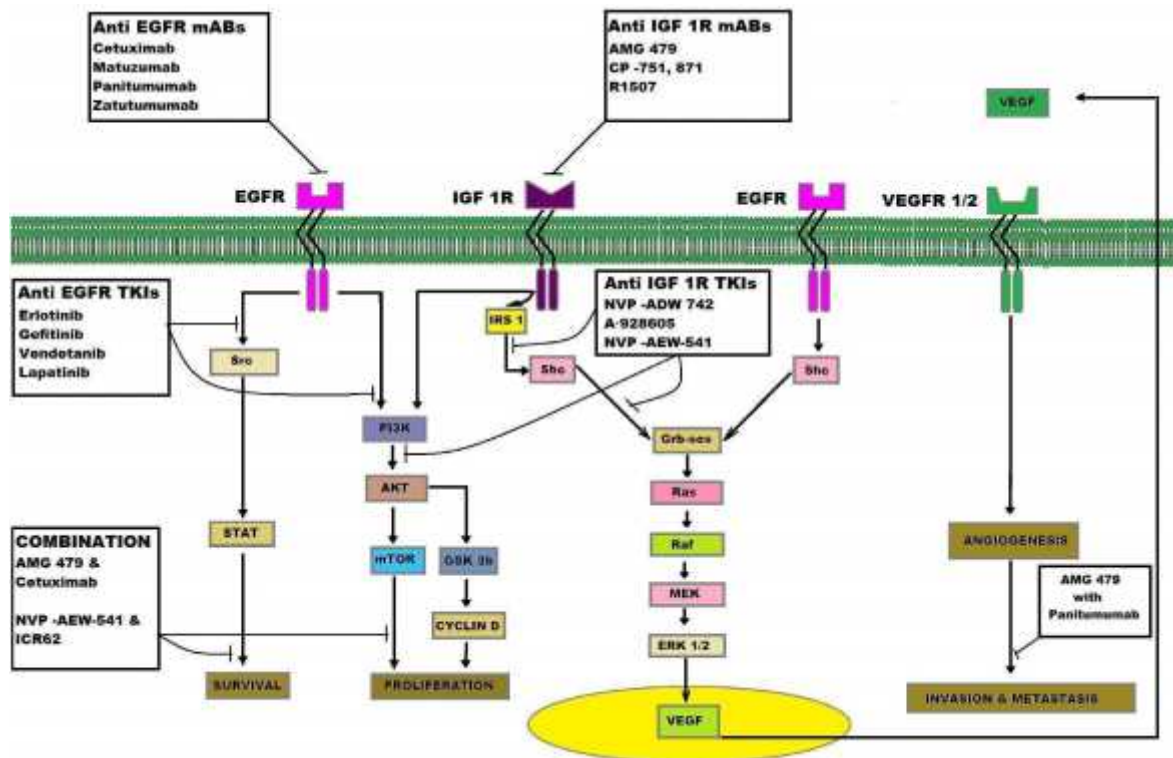 Anti EGFR mABs
Cetuximab
Matuzumab
Panitumumab
Zatutumumab
Anti IGF 1R mABs
AMG 479
CP -751, 871
R1507
VEGF
EGFR
IGF 1R
EGFR
VEGFR 1/2
Anti EGFR TKIs
Erlotinib
Gefitinib
Vendetanib
Lapatinib
Anti IGF 1R TKIs
NVP -ADW 742
A-928605
NVP -AEW-541
IRS 1
Src
Shc
Shc
PI3K
Grb-sos
AKT
Ras
STAT
mTOR
GSK 3b
Raf
ANGIOGENESIS
COMBINATION
AMG 479 &
Cetuximab
NVP -AEW-541 &
ICR62
MEK
AMG 479
with
Panitumumab
CYCLIN D
ERK 1/2
SURVIVAL
PROLIFERATION
INVASION & METASTASIS
VEGF